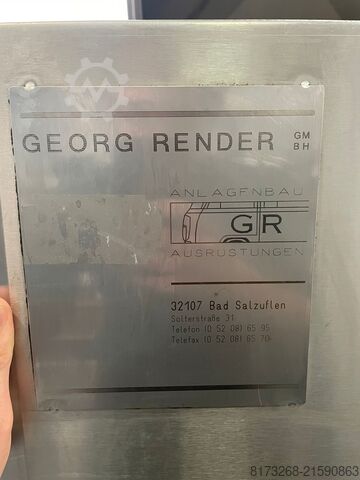 GEORG RENDER GM
BH
ANLAGENBAU
GR
AUSRÜSTUNGEN
32107 Bad Salzuflen
Sölterstraße 31
Telefon (0 52 08) 65 95
Telefax (0 52 08) 65 70
8173268-21590863